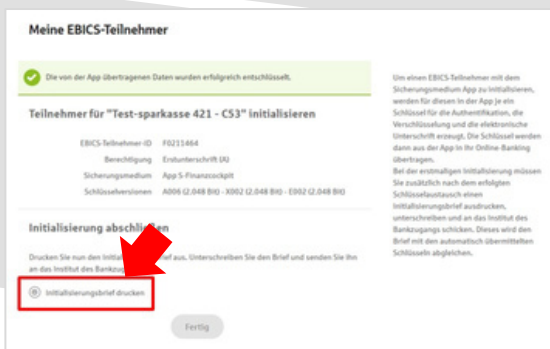 Meine EBICS-Teilnehmer
Die von der App übertragenen Daten wurden erfolgreich entschlüsselt.
Teilnehmer für "Test-sparkasse 421 - C53" initialisieren
EBICS-Teilnehmer-ID F0211464
Berechtigung Erstunterschrift (A)
Sicherungsmedium App S-Finanzcockpit
Schlüsselversionen A006 (2.048 Bit) - X002 (2.048 Bit) - E002 (2.048 Bit)
Initialisierung abschließen
Drucken Sie nun den Initial ief aus. Unterschreiben Sie den Brief und senden Sie ihn
an das Institut des Bankzug
Initialisierungsbrief drucken
Fertig
Um einen EBICS-Teilnehmer mit dem
Sicherungsmedium App zu initialisieren,
werden für diesen in der App je ein
Schlüssel für die Authentifikation, die
Verschlüsselung und die elektronische
Unterschrift erzeugt. Die Schlüssel werden
dann aus der App in Ihr Online-Banking
übertragen.
Bei der erstmaligen Initialisierung müssen
Sie zusätzlich nach dem erfolgten
Schlüsselaustausch einen
Initialisierungsbrief ausdrucken,
unterschreiben und an das Institut des
Bankzugangs schicken. Dieses wird den
Brief mit den automatisch übermittelten
Schlüsseln abgleichen.